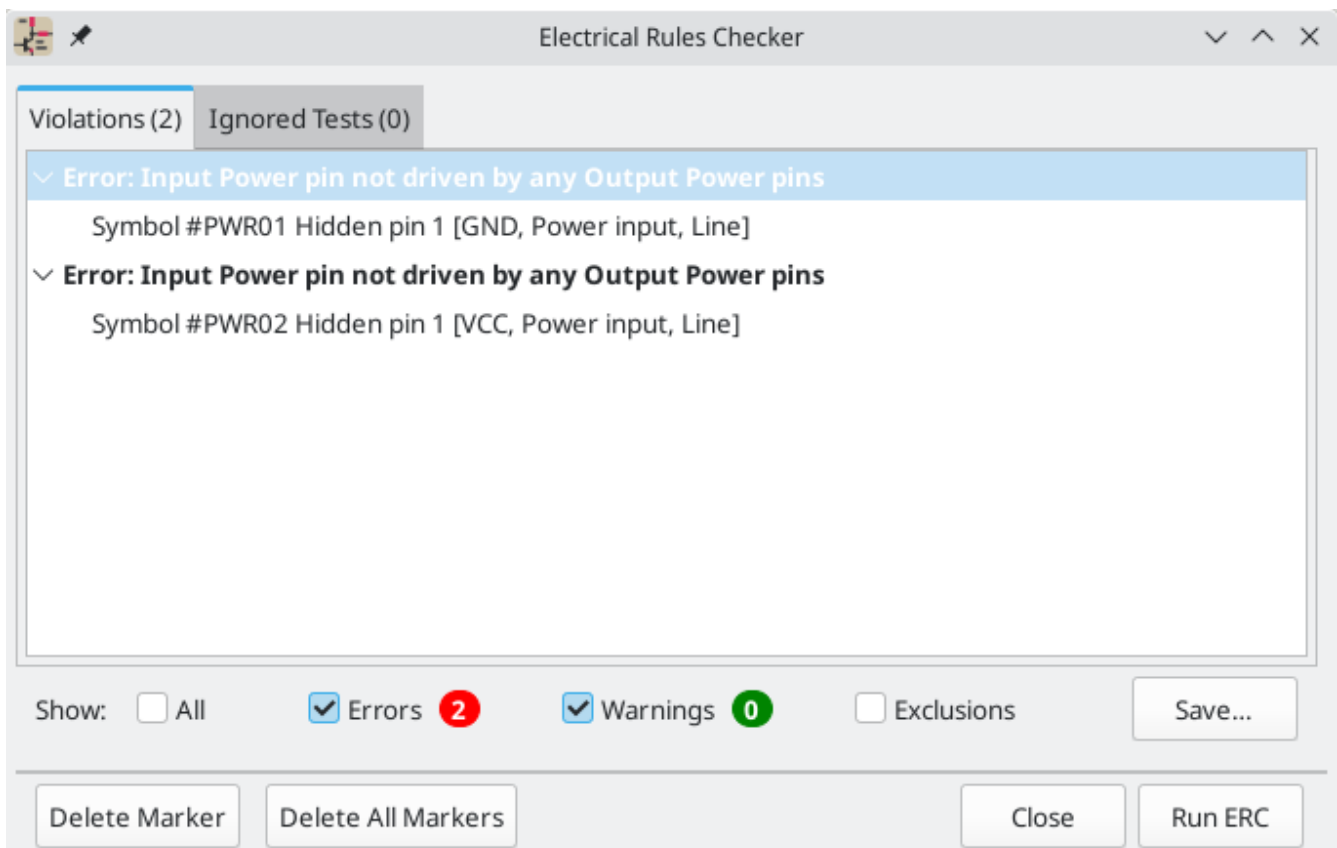 Electrical Rules Checker
Violations (2) Ignored Tests (0)
Error: Input Power pin not driven by any Output Power pins
Symbol #PWR01 Hidden pin 1 [GND, Power input, Line]
Error: Input Power pin not driven by any Output Power pins
Symbol #PWR02 Hidden pin 1 [VCC, Power input, Line]
Show: All Errors 2 Warnings 0 Exclusions Save...
Delete Marker Delete All Markers Close Run ERC